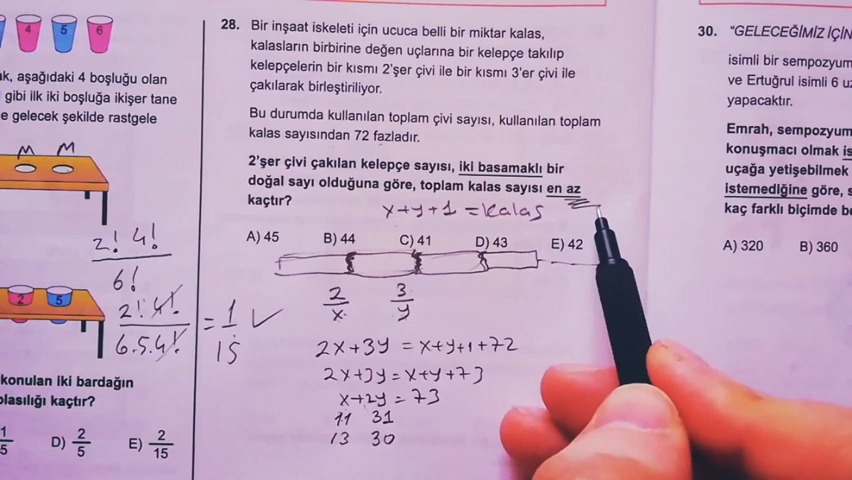 4 5 6
ak, aşağıdaki 4 boşluğu olan
gibi ilk iki boşluğa ikişer tane
e gelecek şekilde rastgele
M M
2! 4!
6!
2 5
2! 4!
6.5.4!
= 1
15
konulan iki bardağın
olasılığı kaçtır?
1
5
D) 2
5
E) 2
15
28. Bir inşaat iskeleti için ucuca belli bir miktar kalas,
kalasların birbirine değen uçlarına bir kelepçe takılıp
kelepçelerin bir kısmı 2'şer çivi ile bir kısmı 3'er çivi ile
çakılarak birleştiriliyor.
Bu durumda kullanılan toplam çivi sayısı, kullanılan toplam
kalas sayısından 72 fazladır.
2'şer çivi çakılan kelepçe sayısı, iki basamaklı bir
doğal sayı olduğuna göre, toplam kalas sayısı en az
kaçtır?
x+y+1 = kalas
A) 45 B) 44 C) 41 D) 43 E) 42
2 3
x y
2x+3y = x+y+1+72
2x+3y = x+y+73
x+2y = 73
11 31
13 30
30. "GELECEĞİMİZ İÇİN
isimli bir sempozyum
ve Ertuğrul isimli 6 uz
yapacaktır.
Emrah, sempozyum
konuşmacı olmak is
uçağa yetişebilmek
istemediğine göre, s
kaç farklı biçimde be
A) 320 B) 360